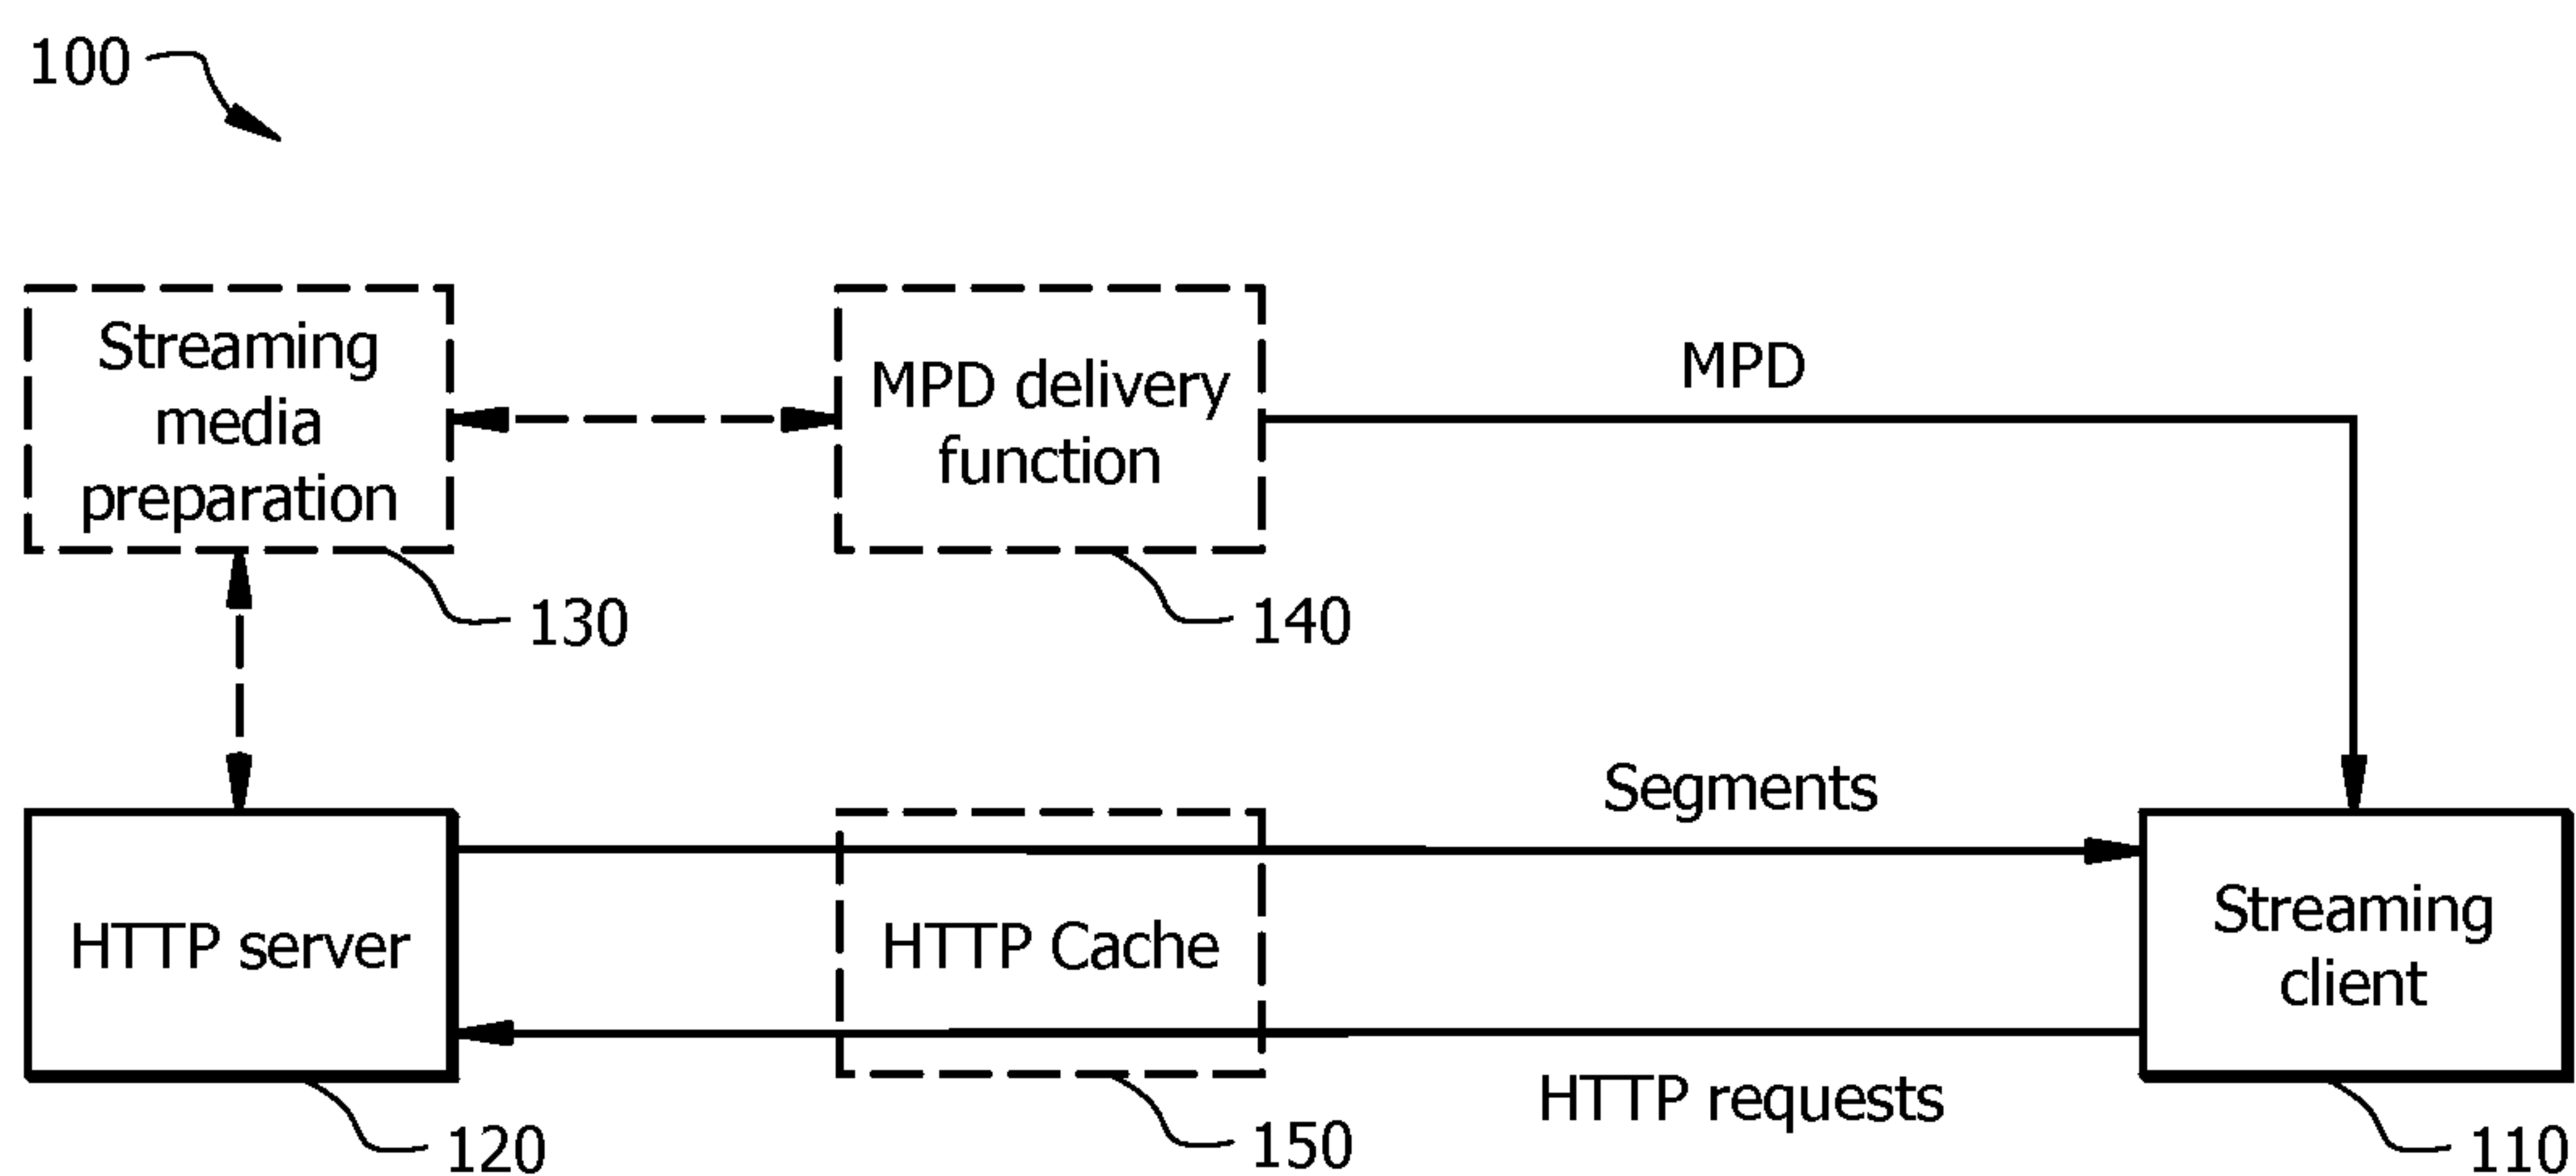 100
Streaming
media
preparation
130
MPD delivery
function
140
MPD
HTTP server
120
HTTP Cache
150
Segments
HTTP requests
Streaming
client
110